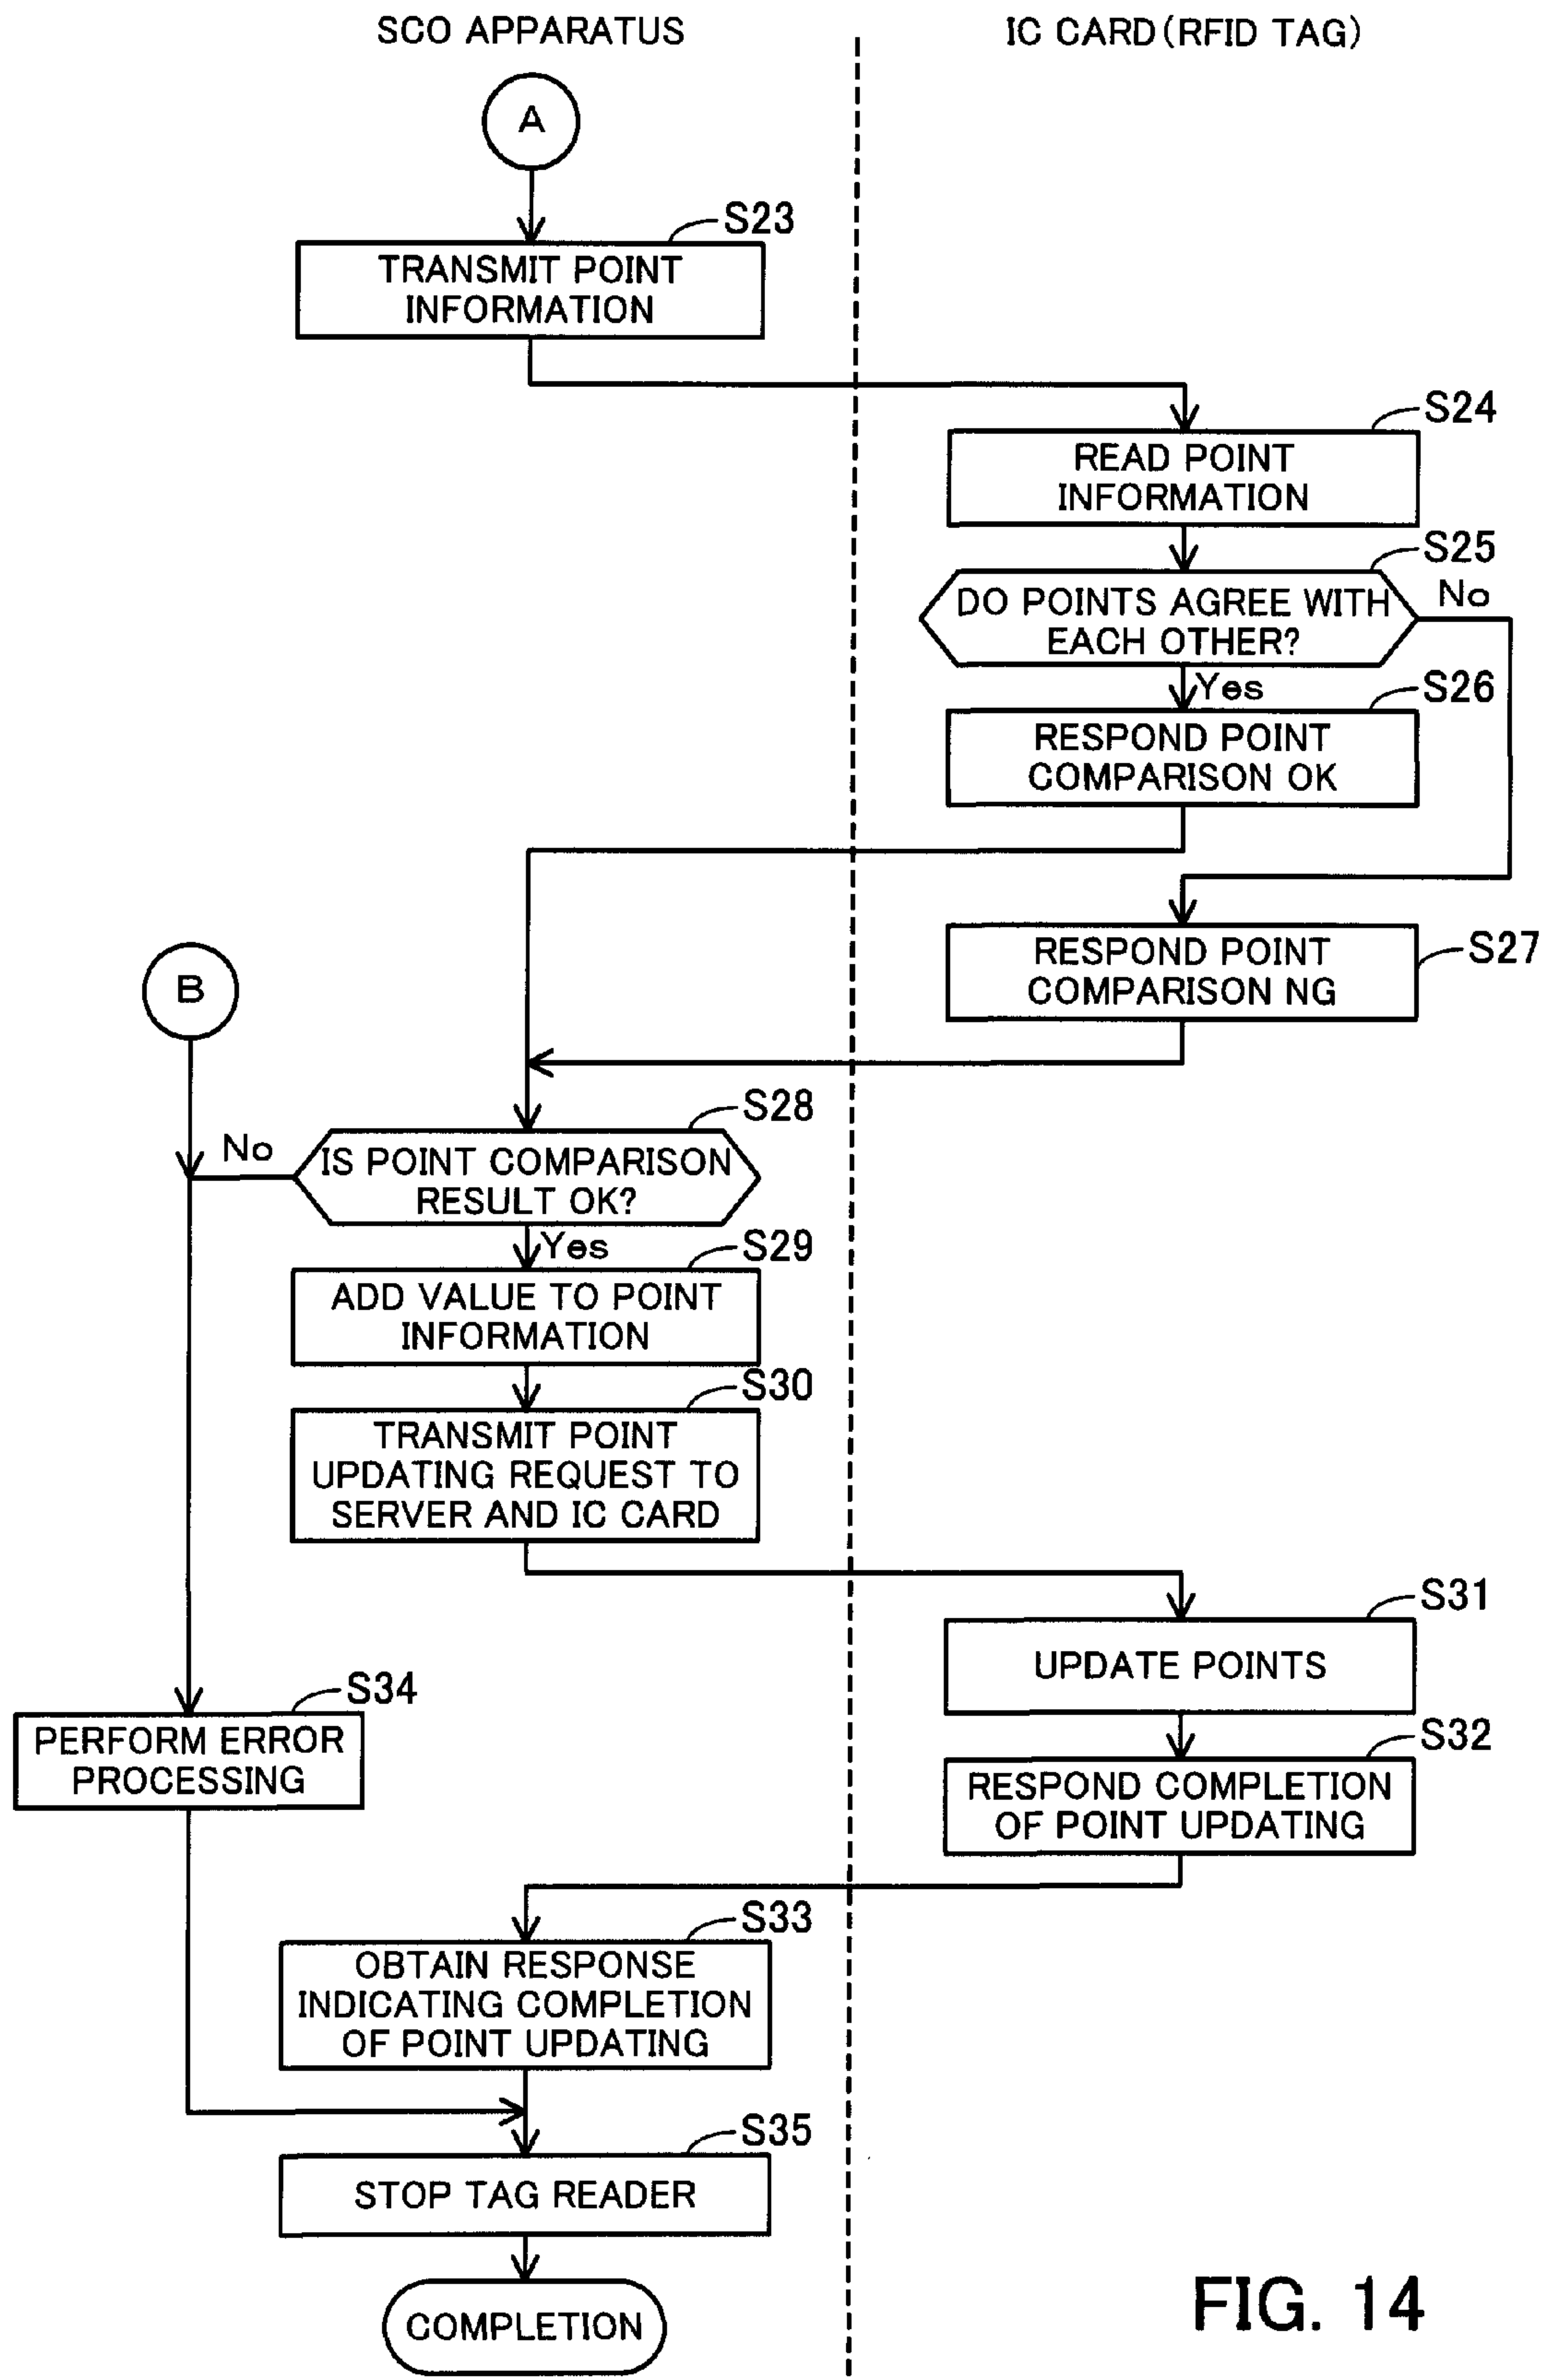 SCO APPARATUS
IC CARD(RFID TAG)
A
S23
TRANSMIT POINT
INFORMATION
S24
READ POINT
INFORMATION
S25
DO POINTS AGREE WITH
EACH OTHER?
No
Yes
S26
RESPOND POINT
COMPARISON OK
S27
RESPOND POINT
COMPARISON NG
B
S28
No
IS POINT COMPARISON
RESULT OK?
Yes
S29
ADD VALUE TO POINT
INFORMATION
S30
TRANSMIT POINT
UPDATING REQUEST TO
SERVER AND IC CARD
S31
UPDATE POINTS
S34
PERFORM ERROR
PROCESSING
S32
RESPOND COMPLETION
OF POINT UPDATING
S33
OBTAIN RESPONSE
INDICATING COMPLETION
OF POINT UPDATING
S35
STOP TAG READER
COMPLETION
FIG. 14